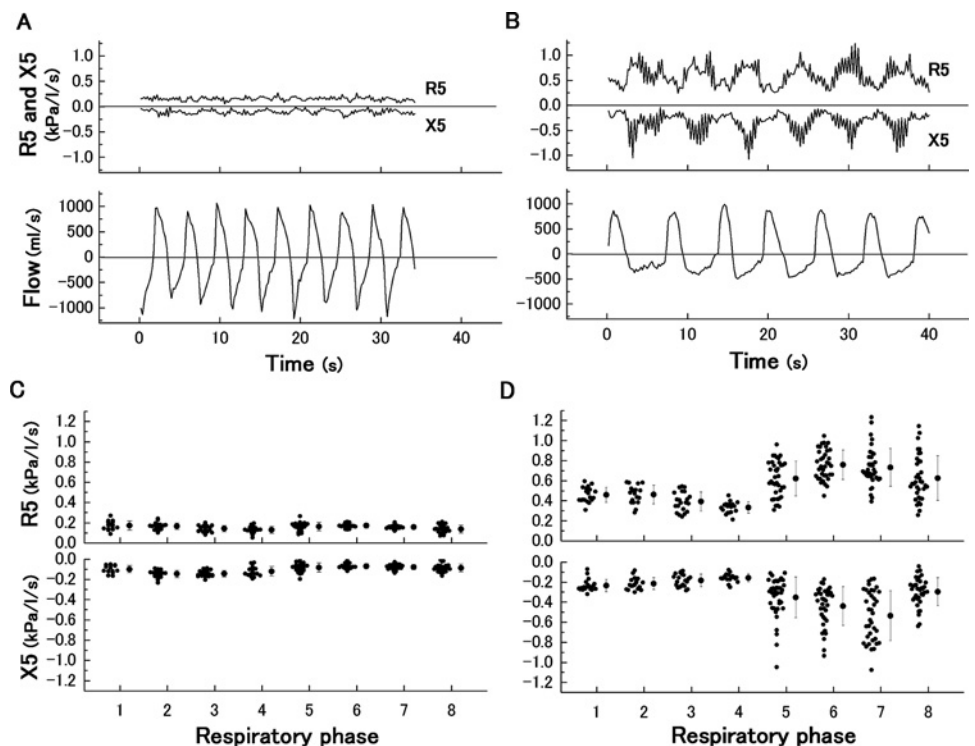 A
R5 and X5
(kPa/l/s)
1.0
0.5
0.0
-0.5
-1.0
R5
X5
Flow (ml/s)
1000
500
0
-500
-1000
0 10 20 30 40
Time (s)
B
1.0
0.5
0.0
-0.5
-1.0
R5
X5
1000
500
0
-500
-1000
0 10 20 30 40
Time (s)
C
R5 (kPa/l/s)
1.2
1.0
0.8
0.6
0.4
0.2
0.0
X5 (kPa/l/s)
-0.0
-0.2
-0.4
-0.6
-0.8
-1.0
-1.2
1 2 3 4 5 6 7 8
Respiratory phase
D
1.2
1.0
0.8
0.6
0.4
0.2
0.0
-0.0
-0.2
-0.4
-0.6
-0.8
-1.0
-1.2
1 2 3 4 5 6 7 8
Respiratory phase